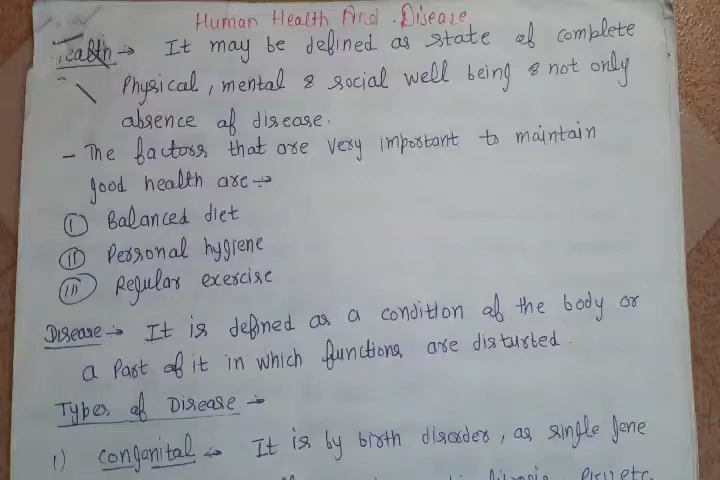 Human Health And Disease
Health → It may be defined as state of complete
Physical, mental & social well being & not only
absence of disease.
- The factors that are very important to maintain
good health are →
(i) Balanced diet
(ii) Personal hygiene
(iii) Regular exercise
Disease → It is defined as a condition of the body or
a part of it in which functions are disturbed.
Types of Disease →
1) Conganital → It is by birth disorder, as single gene
etc.